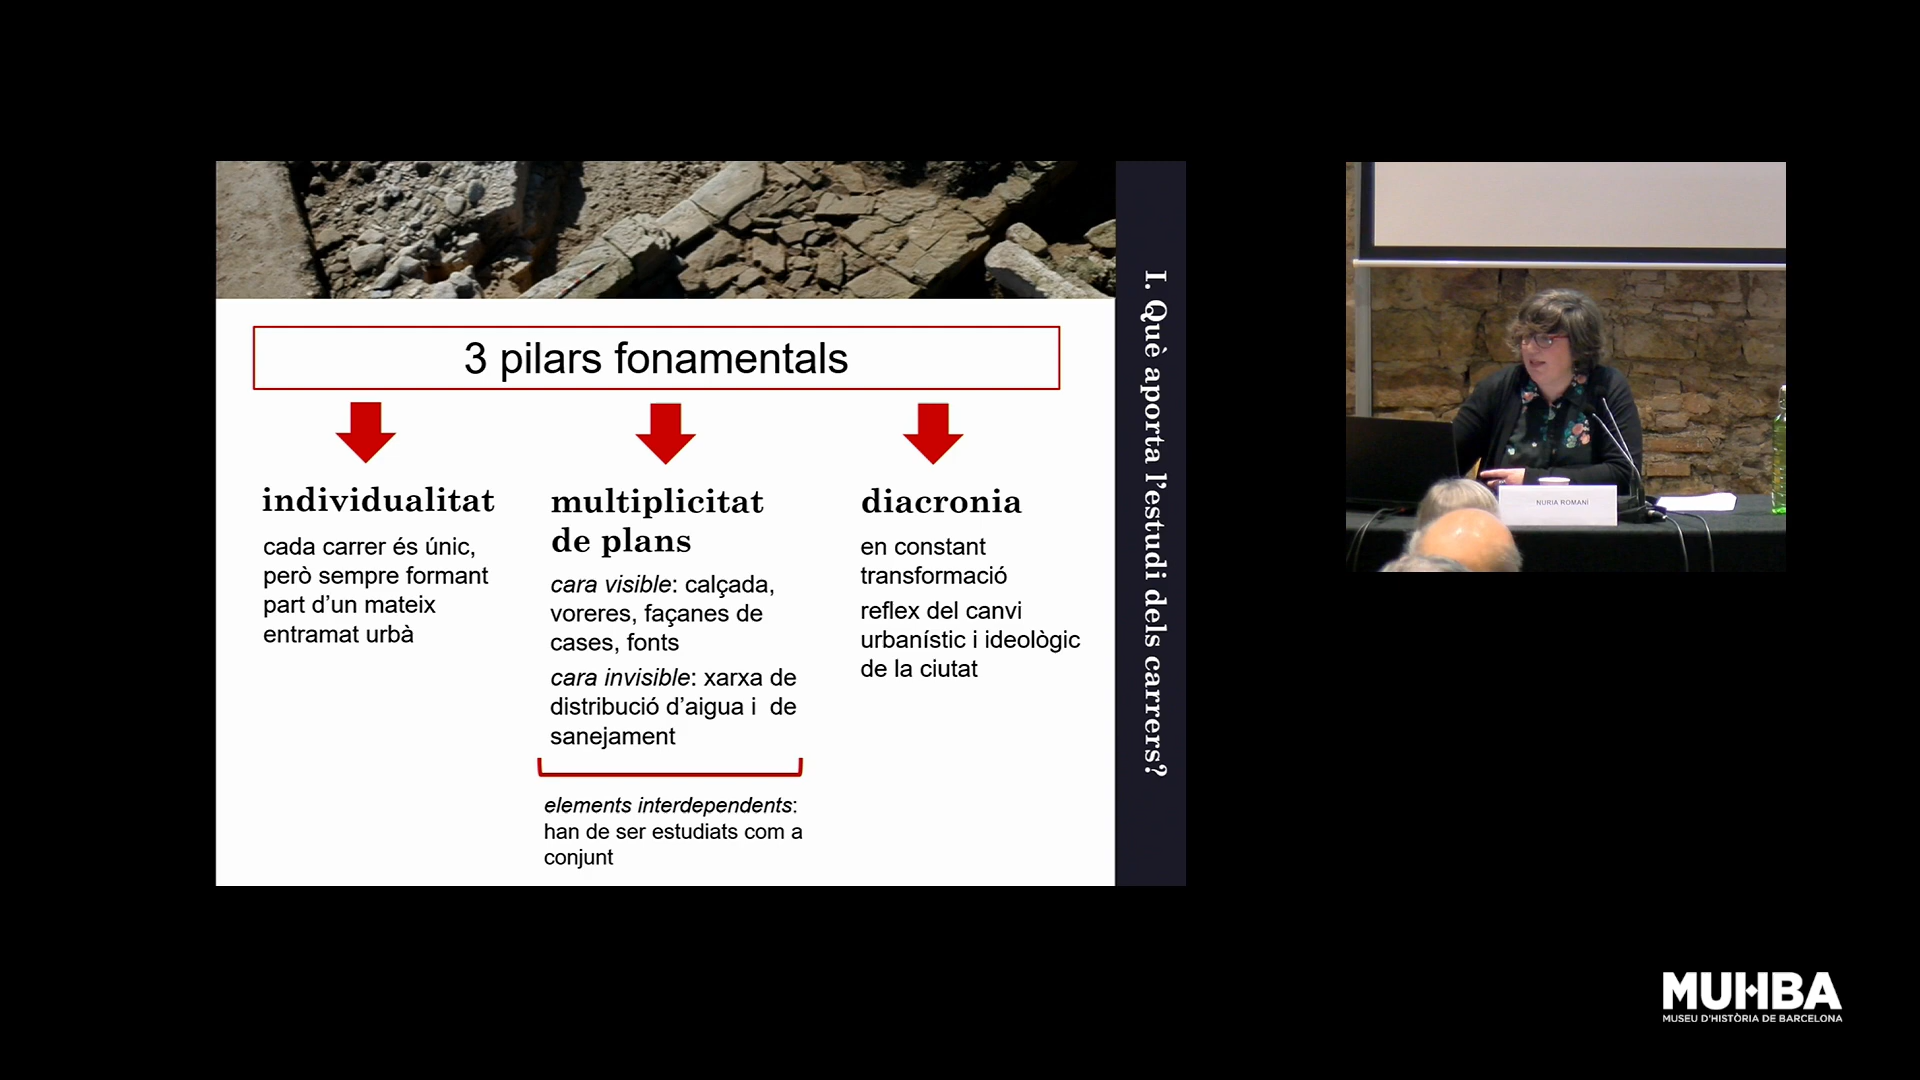 3 pilars fonamentals
individualitat
cada carrer és únic,
però sempre formant
part d'un mateix
entramat urbà
multiplicitat
de plans
cara visible: calçada,
voreres, façanes de
cases, fonts
cara invisible: xarxa de
distribució d'aigua i  de
sanejament
elements interdependents:
han de ser estudiats com a
conjunt
diacronia
en constant
transformació
reflex del canvi
urbanístic i ideològic
de la ciutat
I. Què aporta l'estudi dels carrers?
NURIA ROMANÍ
MUHBA
MUSEU D'HISTÒRIA DE BARCELONA